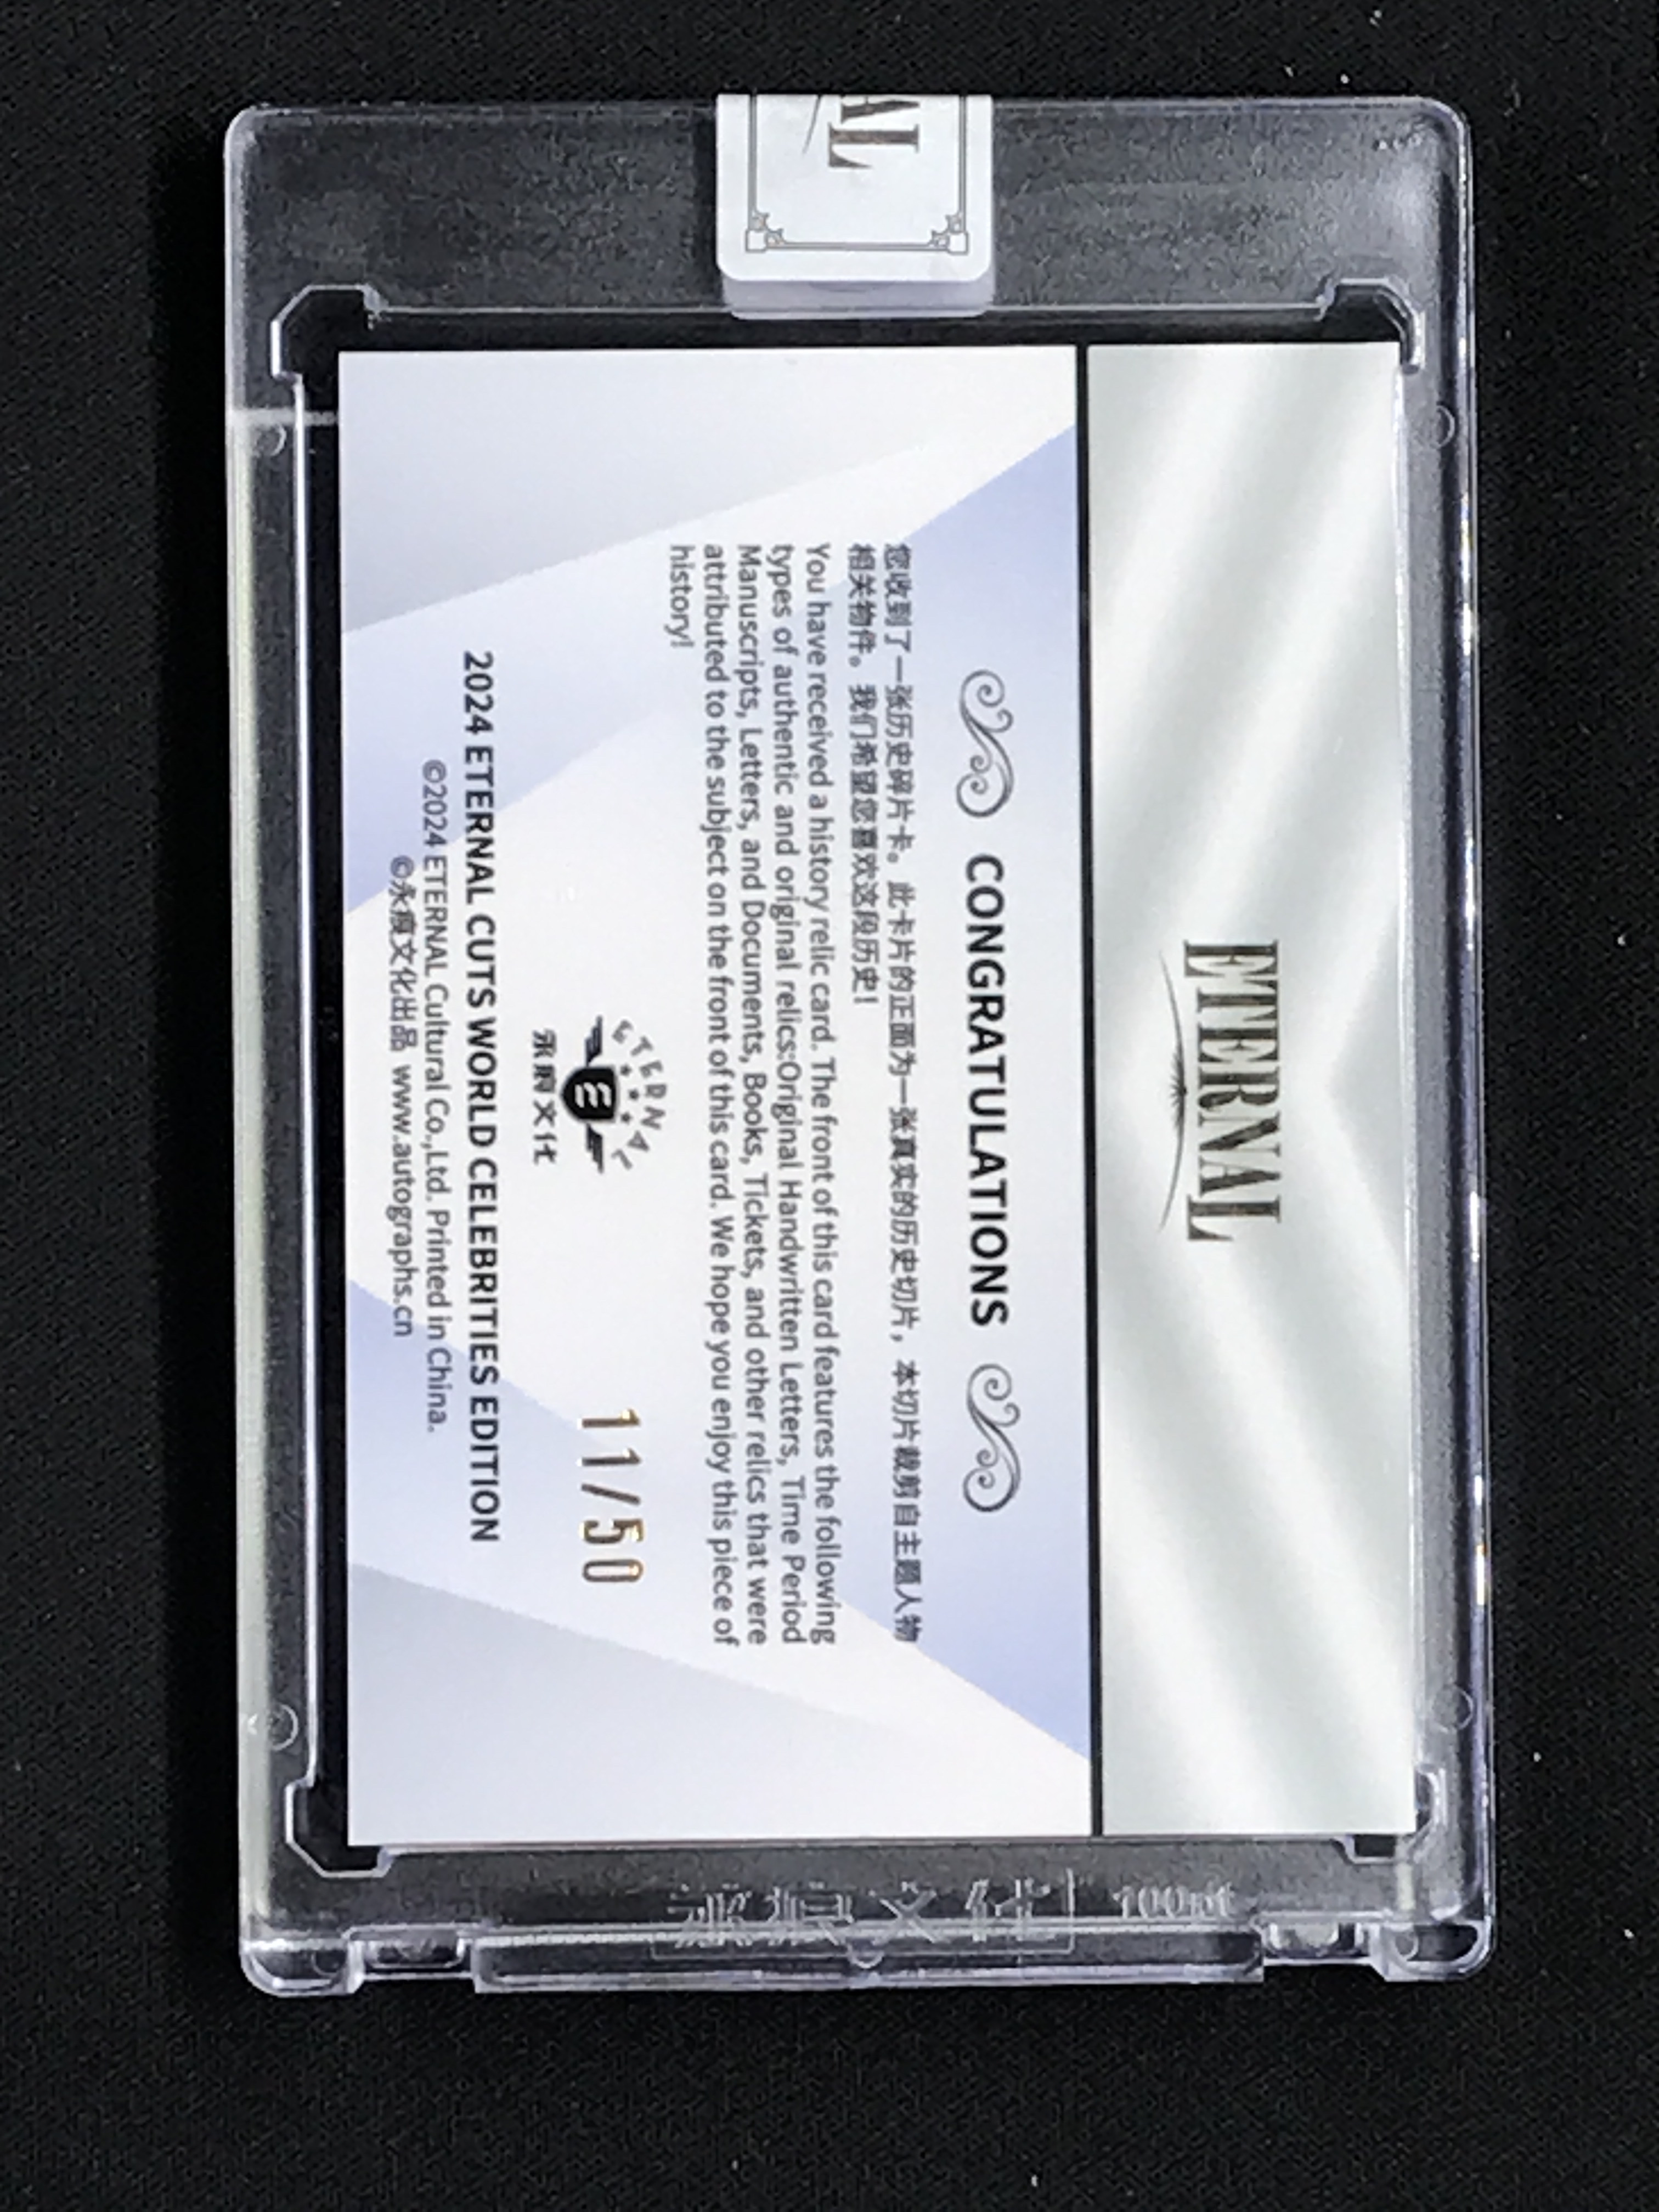 AL
ETERNAL
CONGRATULATIONS
您收到了一张历史碎片卡。此卡片的正面为一张真实的历史切片，本切片裁剪自主题人物
相关物件。我们希望您喜欢这段历史！
You have received a history relic card. The front of this card features the following
types of authentic and original relics:Original Handwritten Letters, Time Period
Manuscripts, Letters, and Documents, Books, Tickets, and other relics that were
attributed to the subject on the front of this card. We hope you enjoy this piece of
history!
ETERNAL
E
永痕文化
11/50
2024 ETERNAL CUTS WORLD CELEBRITIES EDITION
©2024 ETERNAL Cultural Co.,Ltd. Printed in China.
©永痕文化出品 www.autographs.cn
永痕文化 100pt